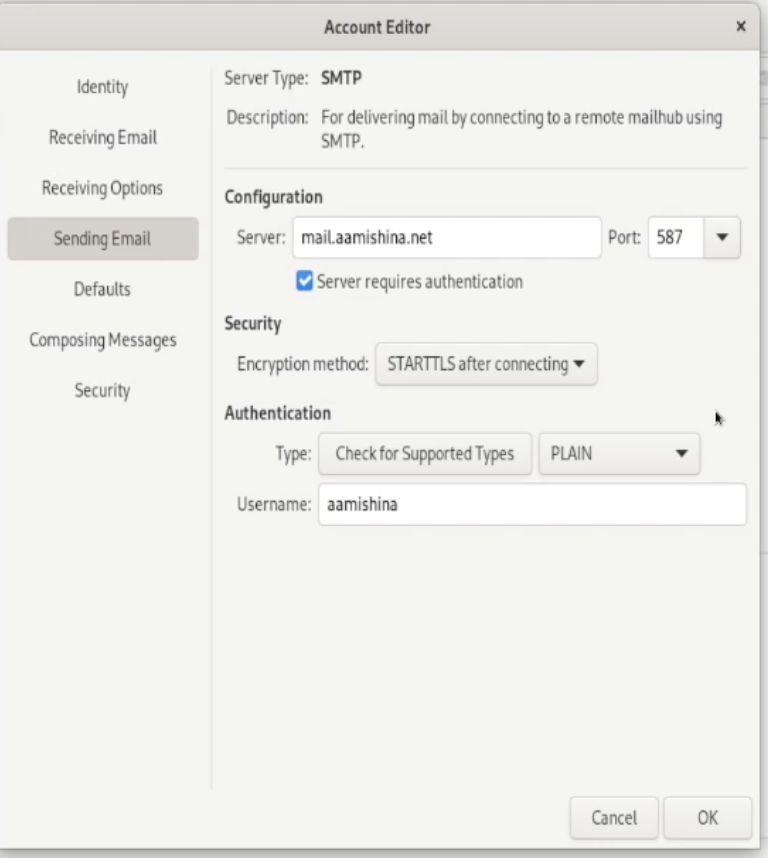 Account Editor
×
Identity
Receiving Email
Receiving Options
Sending Email
Defaults
Composing Messages
Security
Server Type: SMTP
Description: For delivering mail by connecting to a remote mailhub using
SMTP.
Configuration
Server: mail.aamishina.net Port: 587
Server requires authentication
Security
Encryption method: STARTTLS after connecting
Authentication
Type: Check for Supported Types PLAIN
Username: aamishina
Cancel OK